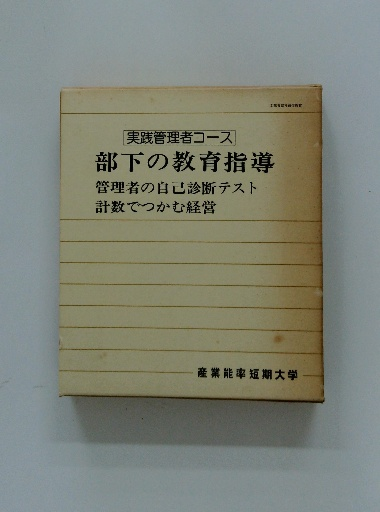 [実践管理者コース]
部下の教育指導
管理者の自己診断テスト
計数でつかむ経営
産業能率短期大学